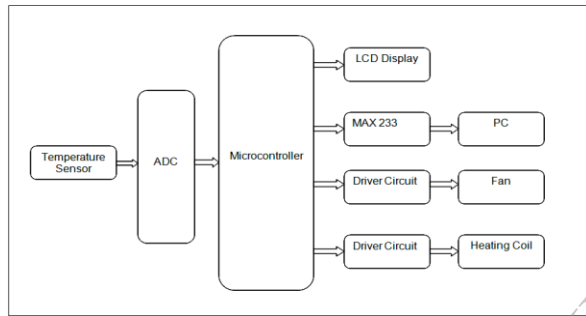 LCD Display
MAX 233
PC
Temperature
Sensor
ADC
Microcontroller
Driver Circuit
Fan
Driver Circuit
Heating Coil